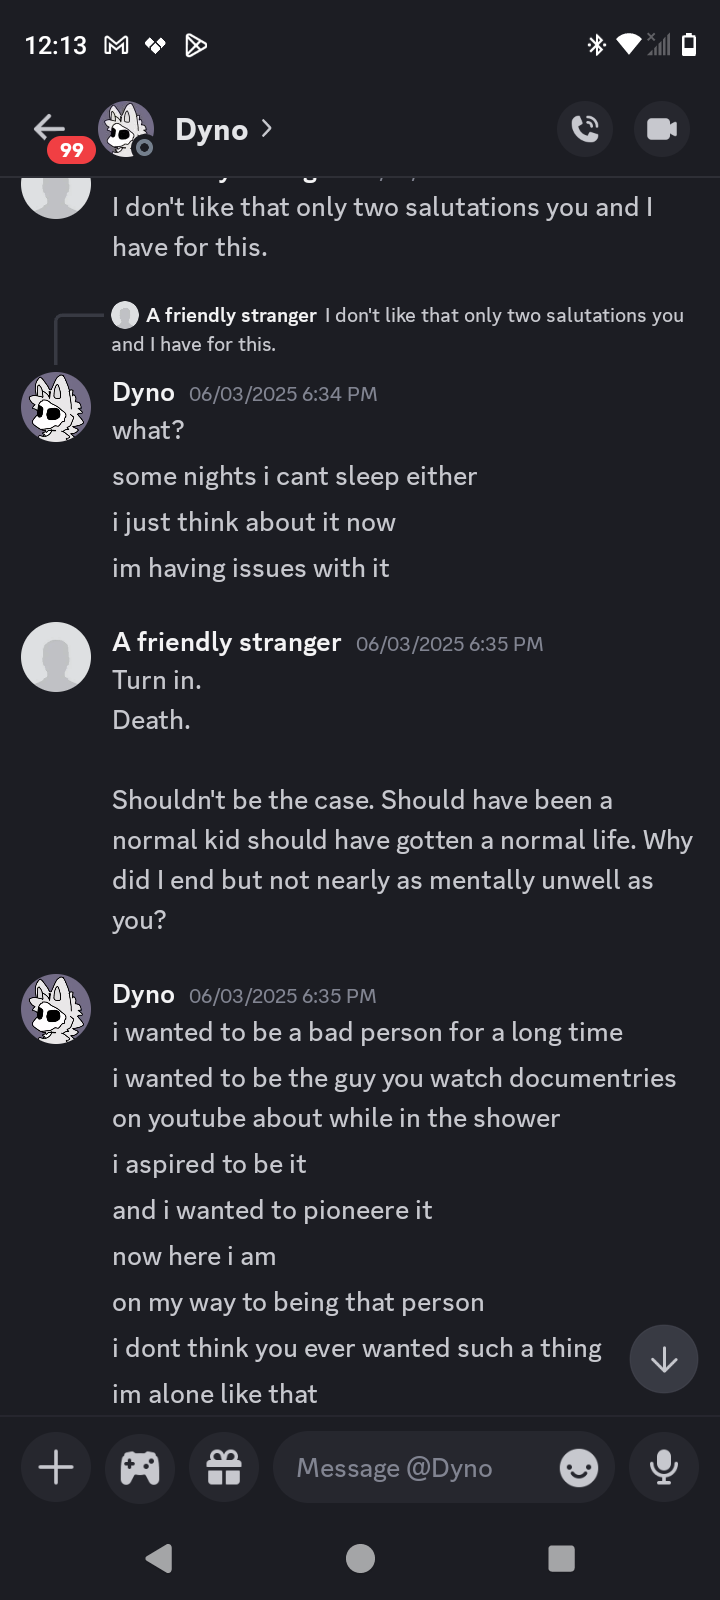 12:13
Dyno
99
I don't like that only two salutations you and I
have for this.
A friendly stranger I don't like that only two salutations you
and I have for this.
Dyno 06/03/2025 6:34 PM
what?
some nights i cant sleep either
i just think about it now
im having issues with it
A friendly stranger 06/03/2025 6:35 PM
Turn in.
Death.
Shouldn't be the case. Should have been a
normal kid should have gotten a normal life. Why
did I end but not nearly as mentally unwell as
you?
Dyno 06/03/2025 6:35 PM
i wanted to be a bad person for a long time
i wanted to be the guy you watch documentries
on youtube about while in the shower
i aspired to be it
and i wanted to pioneere it
now here i am
on my way to being that person
i dont think you ever wanted such a thing
im alone like that
Message @Dyno